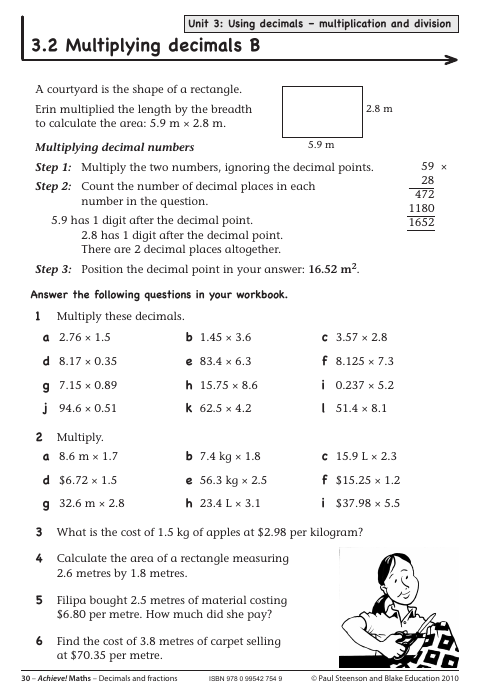 Unit 3: Using decimals – multiplication and division
3.2 Multiplying decimals B
A courtyard is the shape of a rectangle.
Erin multiplied the length by the breadth
to calculate the area: 5.9 m × 2.8 m.
2.8 m
5.9 m
Multiplying decimal numbers
Step 1: Multiply the two numbers, ignoring the decimal points.
Step 2: Count the number of decimal places in each
number in the question.
5.9 has 1 digit after the decimal point.
2.8 has 1 digit after the decimal point.
There are 2 decimal places altogether.
59 ×
28
472
1180
1652
Step 3: Position the decimal point in your answer: 16.52 m².
Answer the following questions in your workbook.
1 Multiply these decimals.
a 2.76 × 1.5 b 1.45 × 3.6 c 3.57 × 2.8
d 8.17 × 0.35 e 83.4 × 6.3 f 8.125 × 7.3
g 7.15 × 0.89 h 15.75 × 8.6 i 0.237 × 5.2
j 94.6 × 0.51 k 62.5 × 4.2 l 51.4 × 8.1
2 Multiply.
a 8.6 m × 1.7 b 7.4 kg × 1.8 c 15.9 L × 2.3
d $6.72 × 1.5 e 56.3 kg × 2.5 f $15.25 × 1.2
g 32.6 m × 2.8 h 23.4 L × 3.1 i $37.98 × 5.5
3 What is the cost of 1.5 kg of apples at $2.98 per kilogram?
4 Calculate the area of a rectangle measuring
2.6 metres by 1.8 metres.
5 Filipa bought 2.5 metres of material costing
$6.80 per metre. How much did she pay?
6 Find the cost of 3.8 metres of carpet selling
at $70.35 per metre.
30 – Achieve! Maths – Decimals and fractions ISBN 978 0 99542 754 9 © Paul Steenson and Blake Education 2010